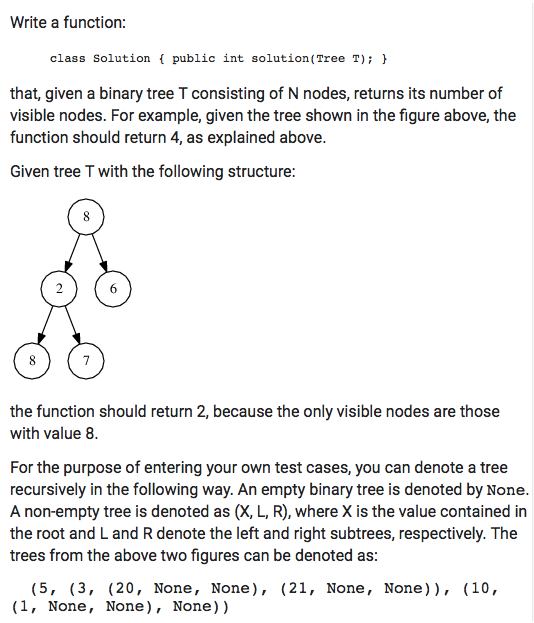 Write a function:
class Solution { public int solution(Tree T); }
that, given a binary tree T consisting of N nodes, returns its number of
visible nodes. For example, given the tree shown in the figure above, the
function should return 4, as explained above.
Given tree T with the following structure:
8
2 6
8 7
the function should return 2, because the only visible nodes are those
with value 8.
For the purpose of entering your own test cases, you can denote a tree
recursively in the following way. An empty binary tree is denoted by None.
A non-empty tree is denoted as (X, L, R), where X is the value contained in
the root and L and R denote the left and right subtrees, respectively. The
trees from the above two figures can be denoted as:
(5, (3, (20, None, None), (21, None, None)), (10,
(1, None, None), None))